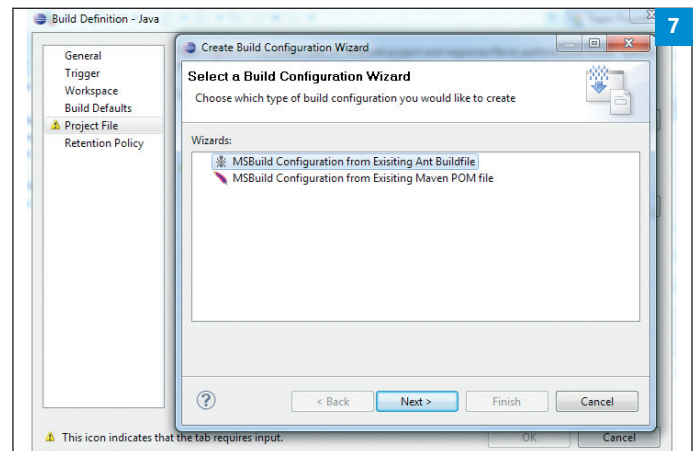 Build Definition - Java
7
General
Trigger
Workspace
Build Defaults
Project File
Retention Policy
Create Build Configuration Wizard
Select a Build Configuration Wizard
Choose which type of build configuration you would like to create
Wizards:
MSBuild Configuration from Exisiting Ant Buildfile
MSBuild Configuration from Exisiting Maven POM file
< Back
Next >
Finish
Cancel
This icon indicates that the tab requires input.
OK
Cancel